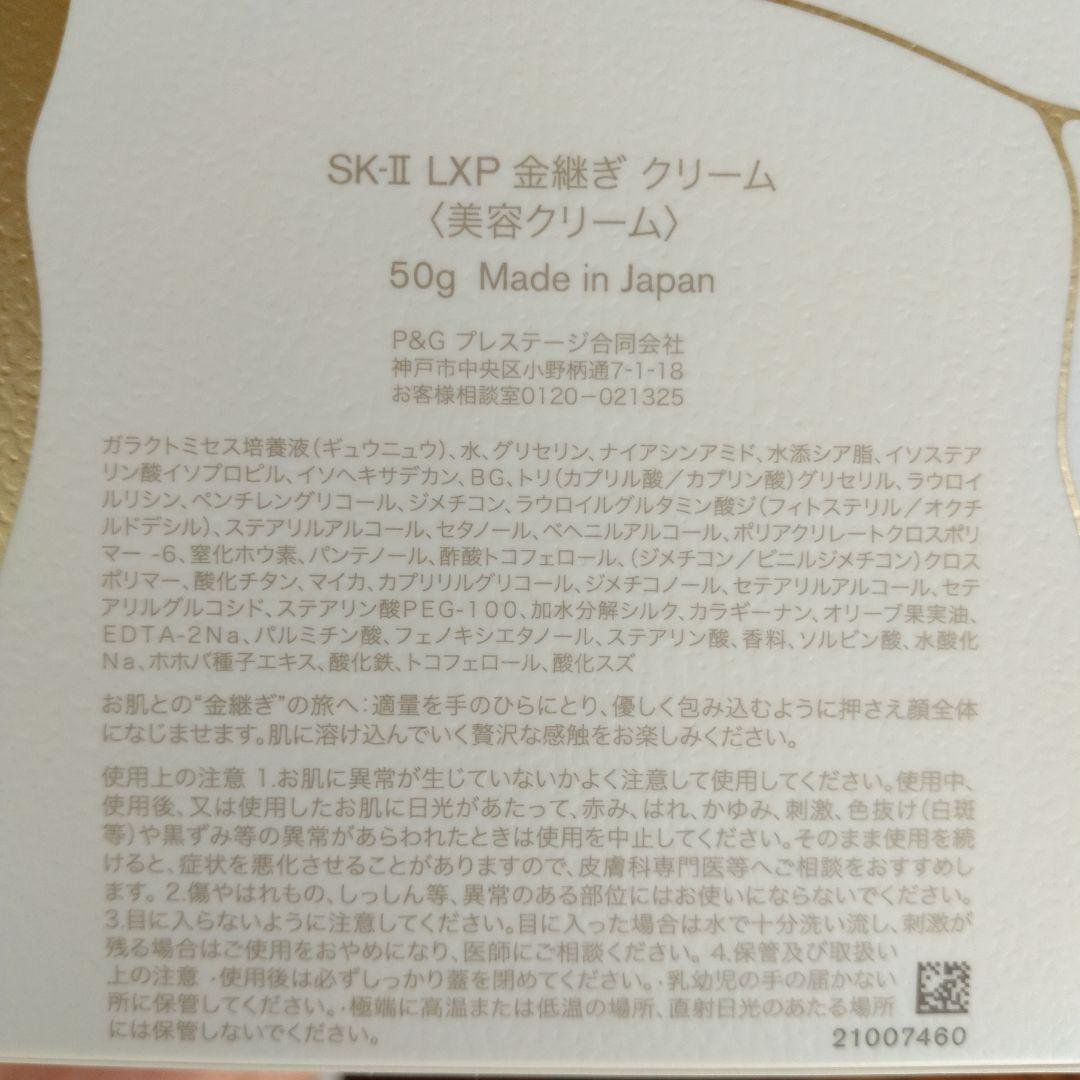 SK-II LXP 金継ぎ クリーム
〈美容クリーム〉
50g Made in Japan
P&G プレステージ合同会社
神戸市中央区小野柄通7-1-18
お客様相談室0120−021325
ガラクトミセス培養液（ギュウニュウ）、水、グリセリン、ナイアシンアミド、水添シア脂、イソステア
リン酸イソプロピル、イソヘキサデカン、BG、トリ（カプリル酸／カプリン酸）グリセリル、ラウロイ
ルリシン、ペンチレングリコール、ジメチコン、ラウロイルグルタミン酸ジ（フィトステリル／オクチ
ルドデシル）、ステアリルアルコール、セタノール、ベヘニルアルコール、ポリアクリレートクロスポリ
マー -6、窒化ホウ素、パンテノール、酢酸トコフェロール、（ジメチコン／ビニルジメチコン）クロス
ポリマー、酸化チタン、マイカ、カプリリルグリコール、ジメチコノール、セテアリルアルコール、セテ
アリルグルコシド、ステアリン酸PEG-100、加水分解シルク、カラギーナン、オリーブ果実油、
EDTA-2Na、パルミチン酸、フェノキシエタノール、ステアリン酸、香料、ソルビン酸、水酸化
Na、ホホバ種子エキス、酸化鉄、トコフェロール、酸化スズ
お肌との“金継ぎ”の旅へ：適量を手のひらにとり、優しく包み込むように押さえ顔全体
になじませます。肌に溶け込んでいく贅沢な感触をお楽しみください。
使用上の注意 1.お肌に異常が生じていないかよく注意して使用してください。使用中、
使用後、又は使用したお肌に日光があたって、赤み、はれ、かゆみ、刺激、色抜け（白斑
等）や黒ずみ等の異常があらわれたときは使用を中止してください。そのまま使用を続
けると、症状を悪化させることがありますので、皮膚科専門医等へご相談をおすすめし
ます。2.傷やはれもの、しっしん等、異常のある部位にはお使いにならないでください。
3.目に入らないように注意してください。目に入った場合は水で十分洗い流し、刺激が
残る場合はご使用をおやめになり、医師にご相談ください。4.保管及び取扱い
上の注意 ・使用後は必ずしっかり蓋を閉めてください。・乳幼児の手の届かない
所に保管してください。・極端に高温または低温の場所、直射日光のあたる場所
には保管しないでください。
21007460